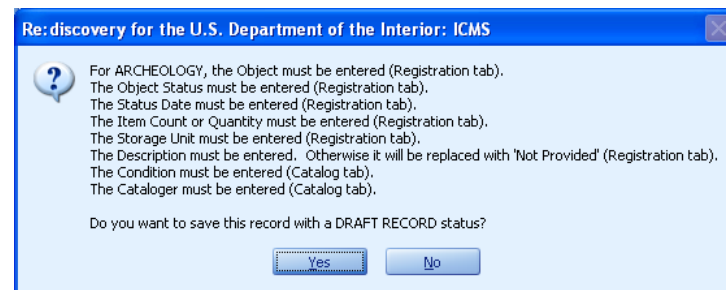 Re:discovery for the U.S. Department of the Interior: ICMS
For ARCHEOLOGY, the Object must be entered (Registration tab).
The Object Status must be entered (Registration tab).
The Status Date must be entered (Registration tab).
The Item Count or Quantity must be entered (Registration tab).
The Storage Unit must be entered (Registration tab).
The Description must be entered.  Otherwise it will be replaced with 'Not Provided' (Registration tab).
The Condition must be entered (Catalog tab).
The Cataloger must be entered (Catalog tab).
Do you want to save this record with a DRAFT RECORD status?
Yes No